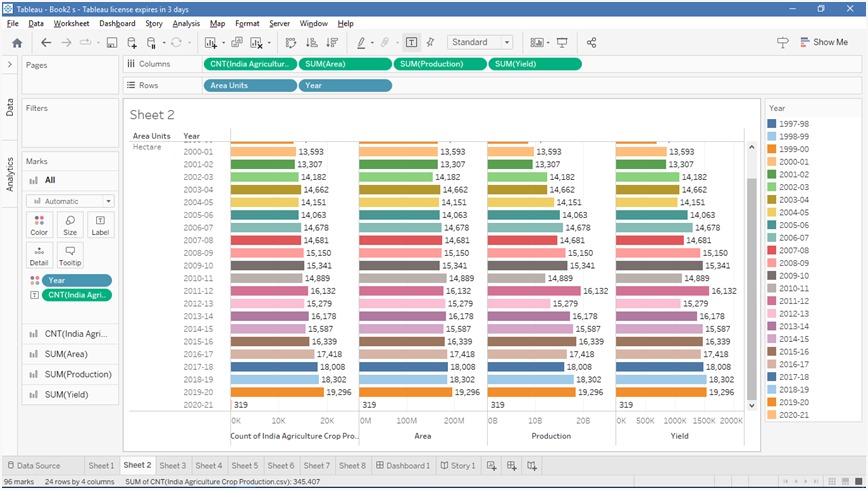 Tableau - Book2 s - Tableau license expires in 3 days
File Data Worksheet Dashboard Story Analysis Map Format Server Window Help
Standard Show Me
Pages
Columns CNT(India Agricultur.. SUM(Area) SUM(Production) SUM(Yield)
Rows Area Units Year
Data
Analytics
Filters
Marks
All
Automatic
Color Size Label
Detail Tooltip
Year
CNT(India Agri..
CNT(India Agri...
SUM(Area)
SUM(Production)
SUM(Yield)
Sheet 2
Area Units Year
Hectare
2000-01 13,593 13,593 13,593 13,593
2001-02 13,307 13,307 13,307 13,307
2002-03 14,182 14,182 14,182 14,182
2003-04 14,662 14,662 14,662 14,662
2004-05 14,151 14,151 14,151 14,151
2005-06 14,063 14,063 14,063 14,063
2006-07 14,678 14,678 14,678 14,678
2007-08 14,681 14,681 14,681 14,681
2008-09 15,150 15,150 15,150 15,150
2009-10 15,341 15,341 15,341 15,341
2010-11 14,889 14,889 14,889 14,889
2011-12 16,132 16,132 16,132 16,132
2012-13 15,279 15,279 15,279 15,279
2013-14 16,178 16,178 16,178 16,178
2014-15 15,587 15,587 15,587 15,587
2015-16 16,339 16,339 16,339 16,339
2016-17 17,418 17,418 17,418 17,418
2017-18 18,008 18,008 18,008 18,008
2018-19 18,302 18,302 18,302 18,302
2019-20 19,296 19,296 19,296 19,296
2020-21 319 319 319 319
0K 10K 20K 0M 100M 200M 0B 10B 20B 0K 500K 1000K 1500K 2000K
Count of India Agriculture Crop Pro.. Area Production Yield
Year
1997-98
1998-99
1999-00
2000-01
2001-02
2002-03
2003-04
2004-05
2005-06
2006-07
2007-08
2008-09
2009-10
2010-11
2011-12
2012-13
2013-14
2014-15
2015-16
2016-17
2017-18
2018-19
2019-20
2020-21
Data Source Sheet 1 Sheet 2 Sheet 3 Sheet 4 Sheet 5 Sheet 6 Sheet 7 Sheet 8 Dashboard 1 Story 1
96 marks 24 rows by 4 columns SUM of CNT(India Agriculture Crop Production.csv): 345,407